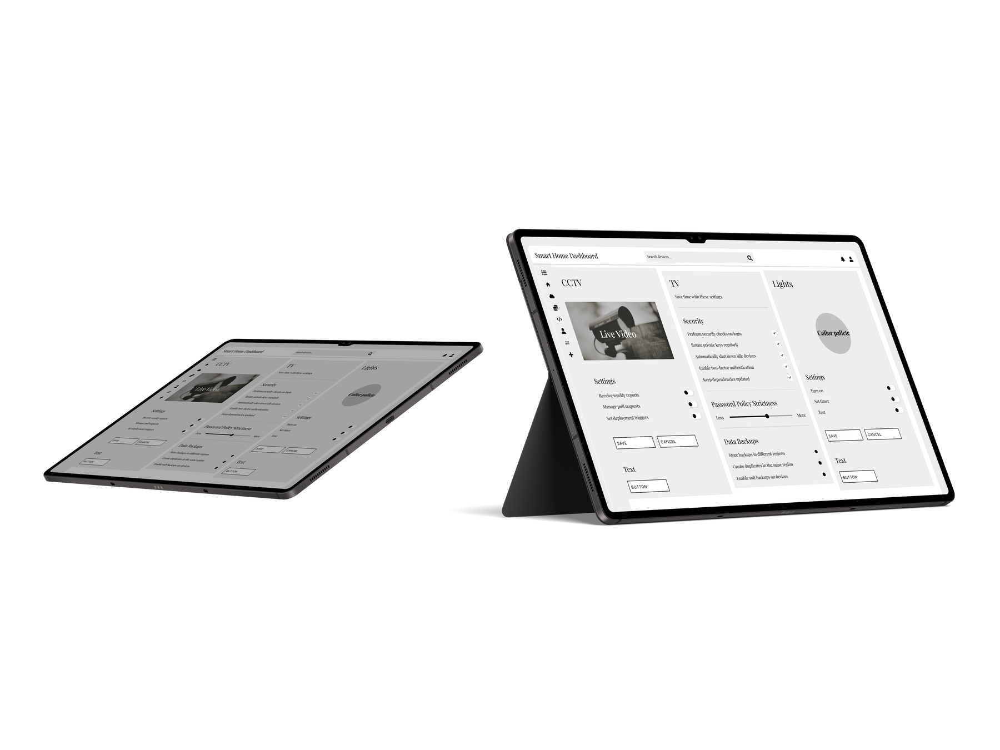 Smart Home Dashboard
Search devices...
CCTV
Live Video
Settings
Receive weekly reports
Manage pull requests
Set deployment triggers
SAVE
CANCEL
Text
BUTTON
TV
Save time with these settings
Security
Perform security checks on login
Rotate private keys regularly
Automatically shut down idle devices
Enable two-factor authentication
Keep dependencies updated
Password Policy Strictness
Less
More
Data Backups
Store backups in different regions
Create duplicates in the same region
Enable soft backups on devices
Lights
Collor pallete
Settings
Turn on
Set timer
Text
SAVE
CANCEL
Text
BUTTON
Smart Home Dashboard
Search devices...
CCTV
Live Video
Settings
Receive weekly reports
Manage pull requests
Set deployment triggers
SAVE
CANCEL
Text
BUTTON
TV
Save time with these settings
Security
Perform security checks on login
Rotate private keys regularly
Automatically shut down idle devices
Enable two-factor authentication
Keep dependencies updated
Password Policy Strictness
Less
More
Data Backups
Store backups in different regions
Create duplicates in the same region
Enable soft backups on devices
Lights
Collor pallete
Settings
Turn on
Set timer
Text
SAVE
CANCEL
Text
BUTTON